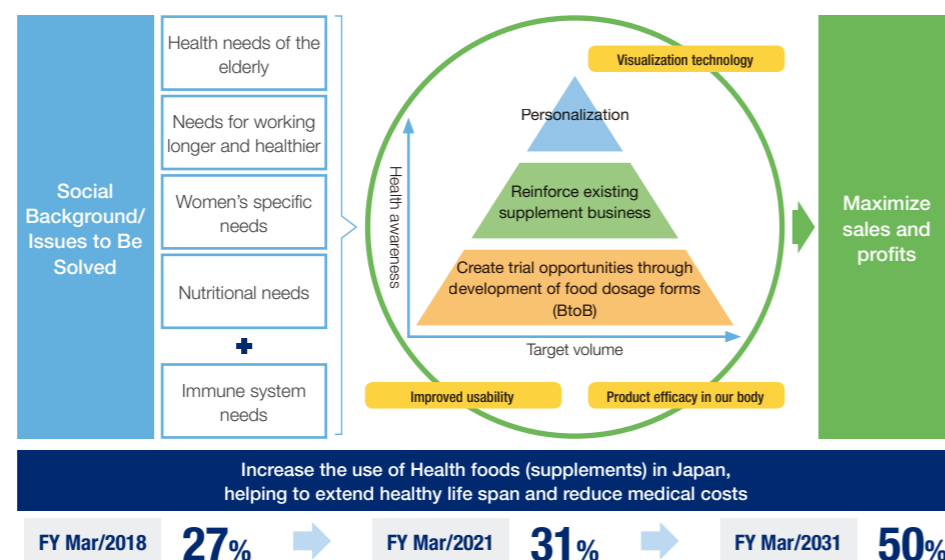 Social
Background/
Issues to Be
Solved
Health needs of the
elderly
Needs for working
longer and healthier
Women's specific
needs
Nutritional needs
+
Immune system
needs
Visualization technology
Health awareness
Personalization
Reinforce existing
supplement business
Create trial opportunities through
development of food dosage forms
(BtoB)
Target volume
Improved usability
Product efficacy in our body
Maximize
sales and
profits
Increase the use of Health foods (supplements) in Japan,
helping to extend healthy life span and reduce medical costs
FY Mar/2018 27% FY Mar/2021 31% FY Mar/2031 50%